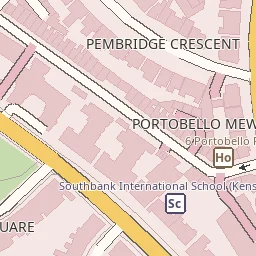 PEMBRIDGE CRESCENT
PORTOBELLO MEW
6 Portobello
Ho
Southbank International School (Kens
Sc
UARE